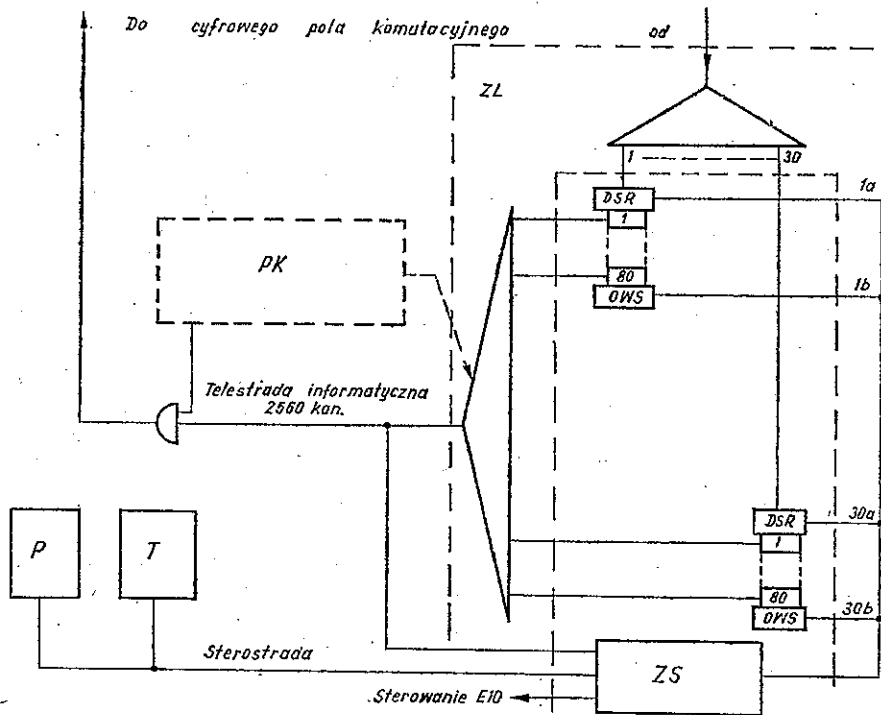 Do cyfrowego pola komutacyjnego
od
ZL
1 30
DSR
1a
1
PK
80
OWS
1b
Telestrada informatyczna
2560 kan.
DSR
30a
P
T
1
80
OWS
30b
Sterostrada
ZS
Sterowanie E10